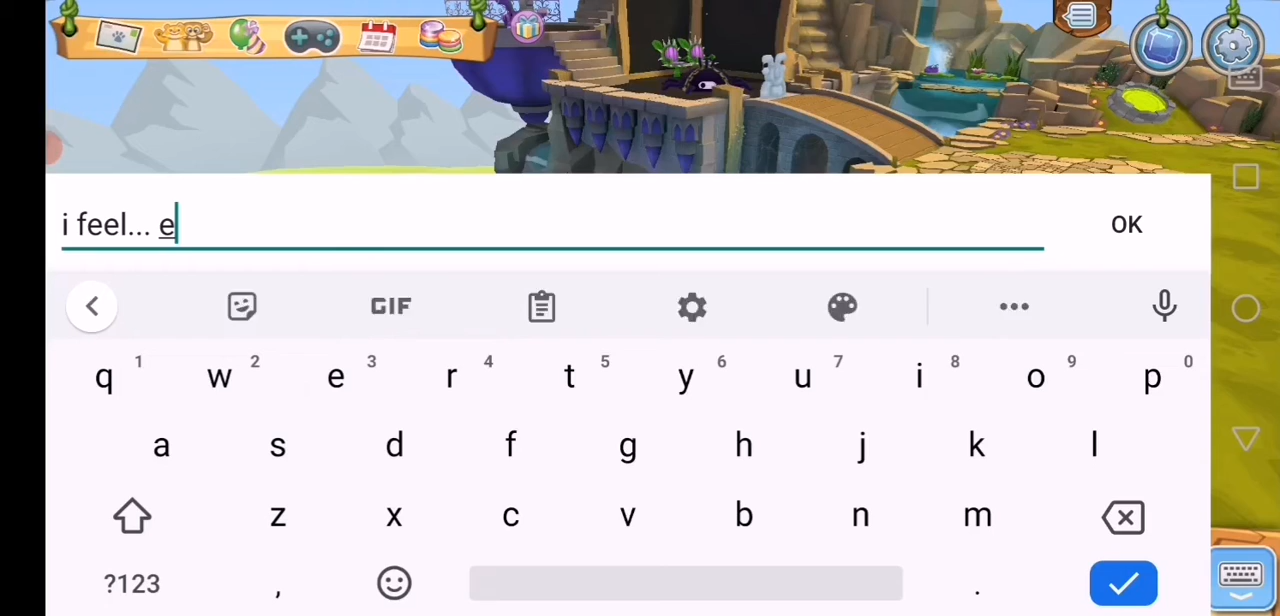 i feel... e
OK
GIF
q 1 w 2 e 3 r 4 t 5 y 6 u 7 i 8 o 9 p 0
a s d f g h j k l
z x c v b n m
?123 , .